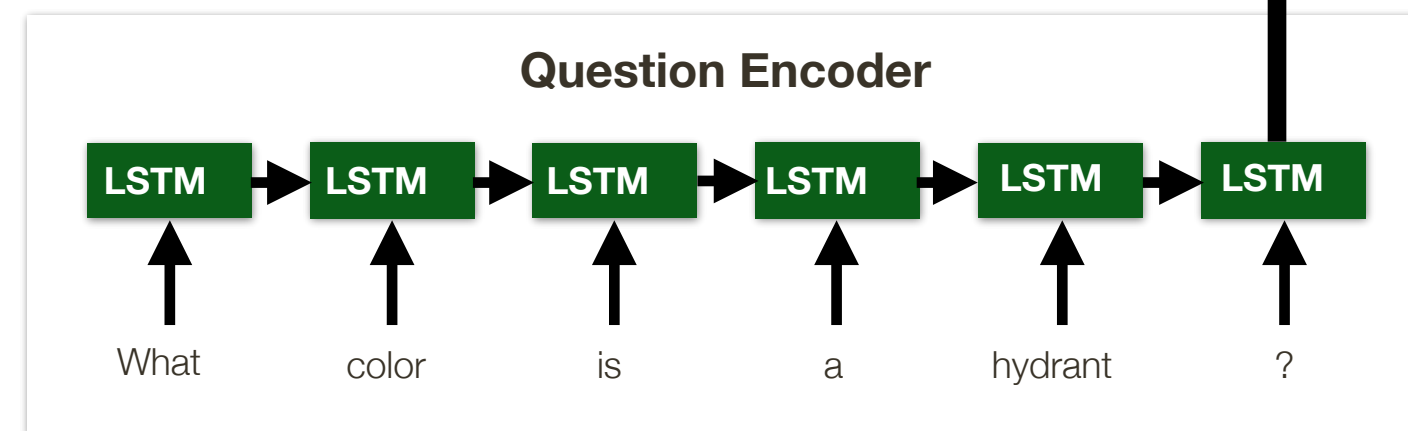 Question Encoder
LSTM LSTM LSTM LSTM LSTM LSTM
What color is a hydrant ?